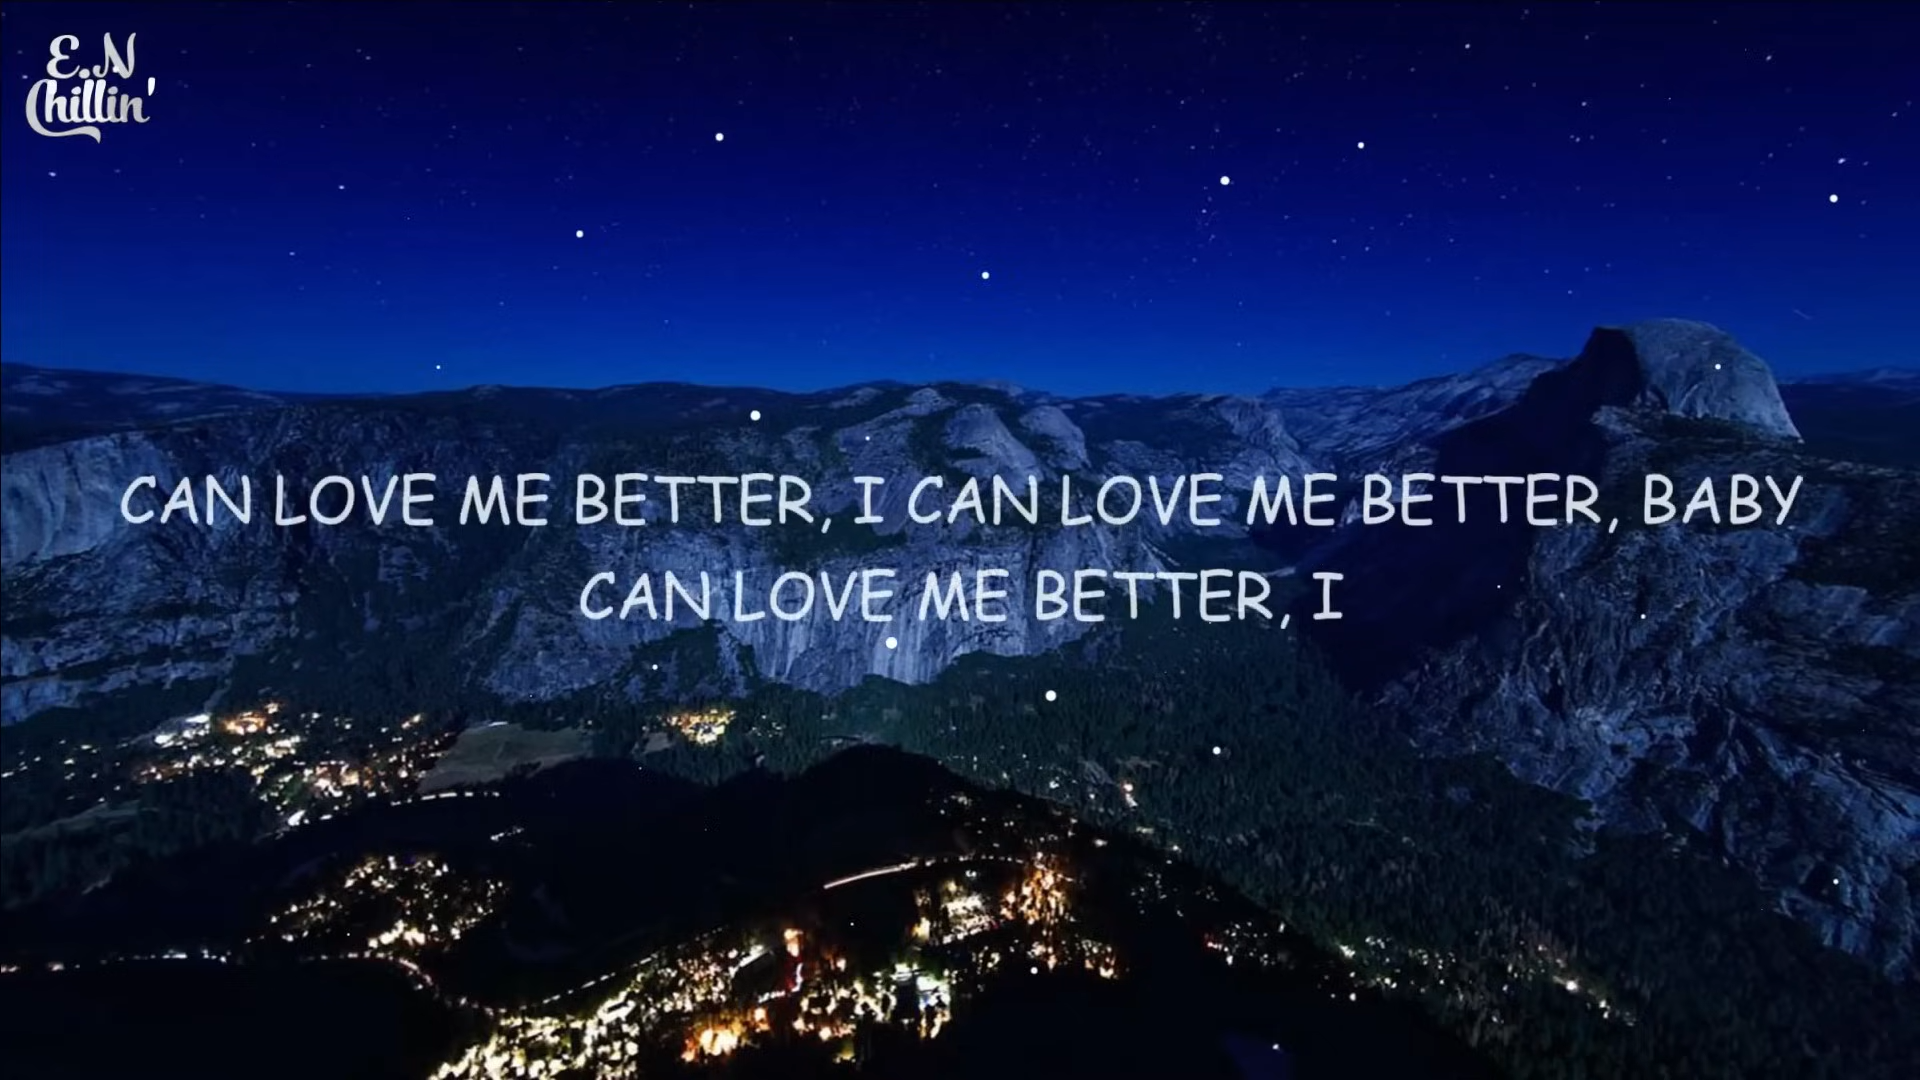 E.N
Chillin'
CAN LOVE ME BETTER, I CAN LOVE ME BETTER, BABY
CAN LOVE ME BETTER, I